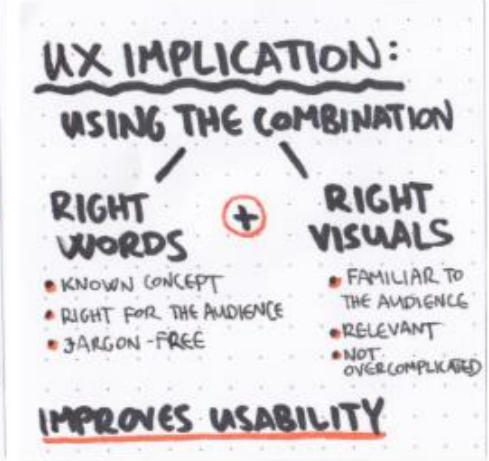 UX IMPLICATION:
USING THE COMBINATION
RIGHT
WORDS
• KNOWN CONCEPT
• RIGHT FOR THE AUDIENCE
• JARGON-FREE
+
RIGHT
VISUALS
• FAMILIAR TO
THE AUDIENCE
• RELEVANT
• NOT
OVERCOMPLICATED
IMPROVES USABILITY